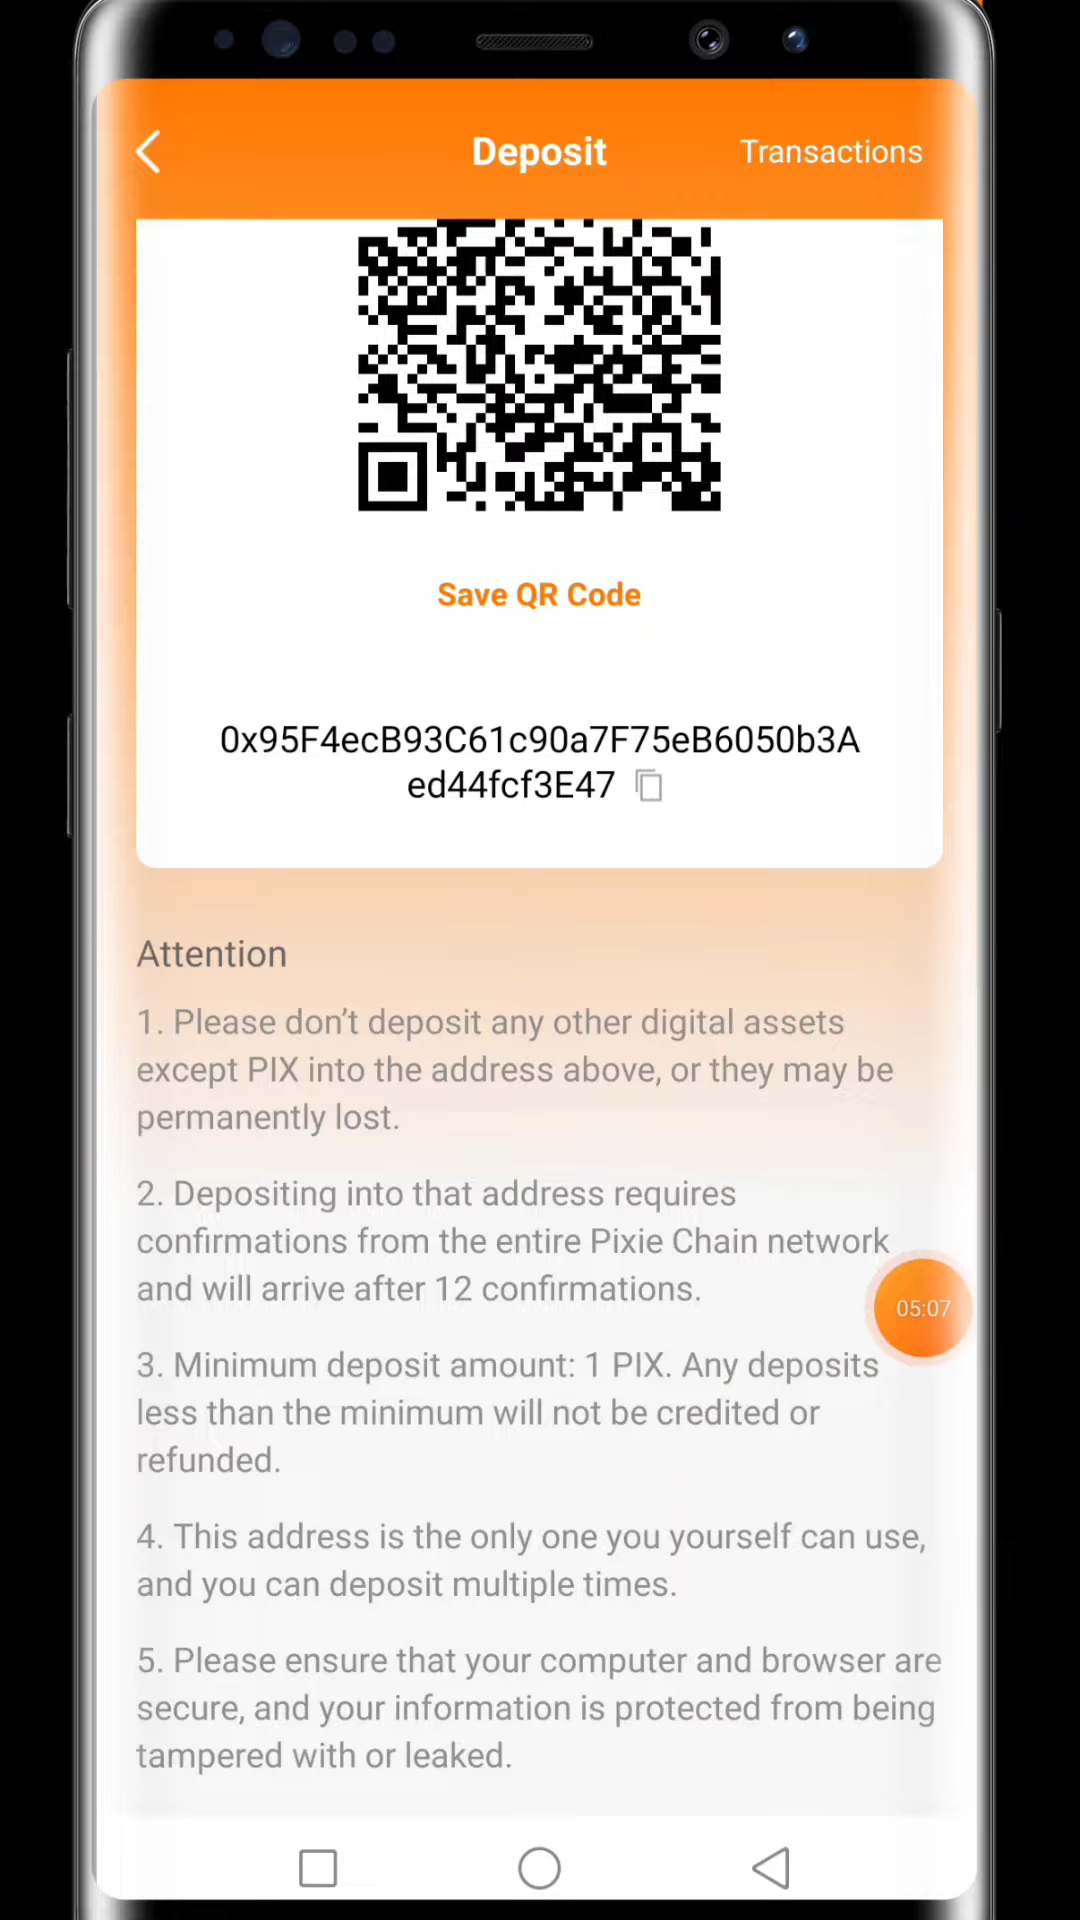 Deposit
Transactions
Save QR Code
0x95F4ecB93C61c90a7F75eB6050b3A
ed44fcf3E47
Attention
1. Please don’t deposit any other digital assets
except PIX into the address above, or they may be
permanently lost.
2. Depositing into that address requires
confirmations from the entire Pixie Chain network
and will arrive after 12 confirmations.
05:07
3. Minimum deposit amount: 1 PIX. Any deposits
less than the minimum will not be credited or
refunded.
4. This address is the only one you yourself can use,
and you can deposit multiple times.
5. Please ensure that your computer and browser are
secure, and your information is protected from being
tampered with or leaked.